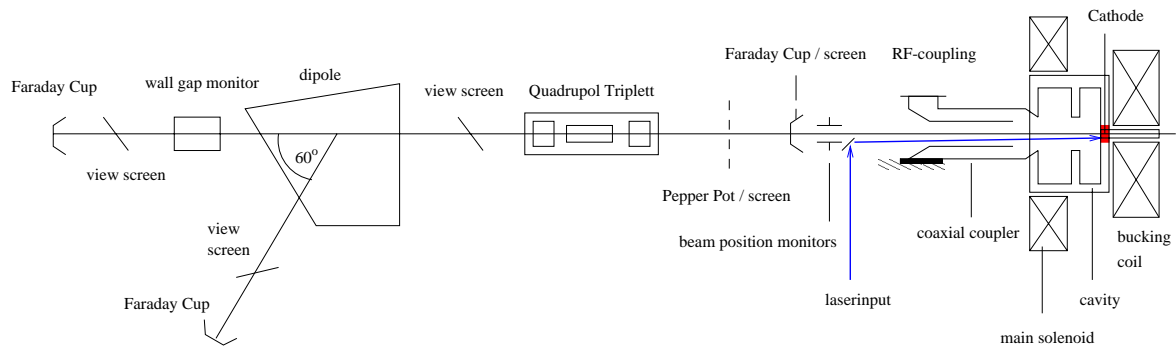 Cathode
Faraday Cup / screen
RF-coupling
dipole
wall gap monitor
Faraday Cup
view screen
Quadrupol Triplett
60°
view screen
Pepper Pot / screen
view
screen
beam position monitors
coaxial coupler
bucking
coil
Faraday Cup
laserinput
cavity
main solenoid